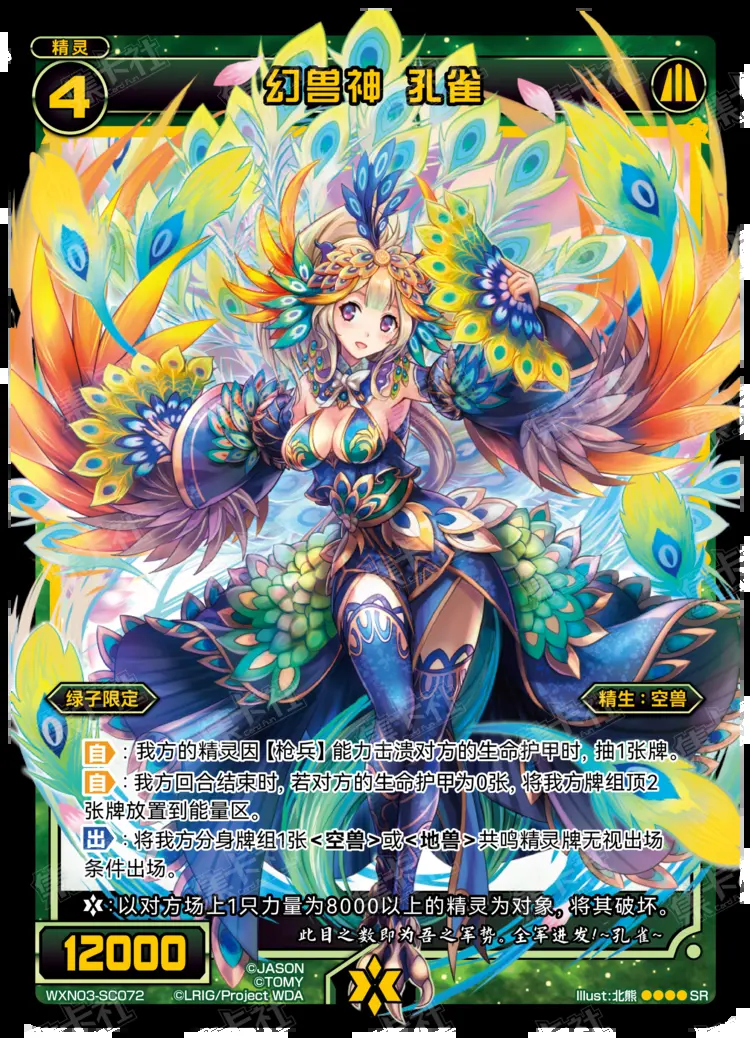 精灵
4
幻兽神 孔雀
绿子限定
精生：空兽
自：我方的精灵因【枪兵】能力击溃对方的生命护甲时，抽1张牌。
自：我方回合结束时，若对方的生命护甲为0张，将我方牌组顶2
张牌放置到能量区。
出：将我方分身牌组1张<空兽>或<地兽>共鸣精灵牌无视出场
条件出场。
：以对方场上1只力量为8000以上的精灵为对象，将其破坏。
此目之数即为吾之军势。全军进发!~孔雀~
12000
©JASON
©TOMY
WXN03-SC072 ©LRIG/Project WDA
Illust:北熊 SR
集卡社